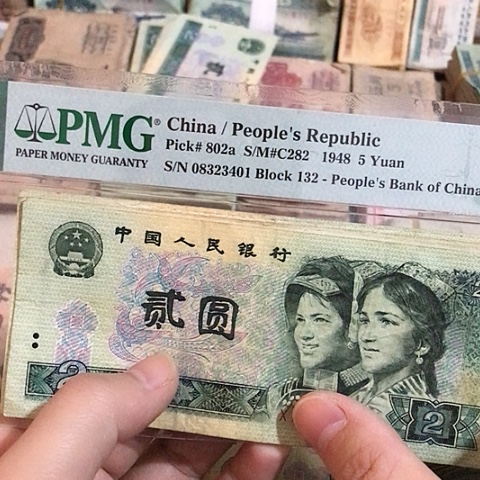 PMG®
PAPER MONEY GUARANTY
China / People's Republic
Pick# 802a S/M#C282 1948 5 Yuan
S/N 08323401 Block 132 - People's Bank of China
中国人民银行
贰圆
2
2